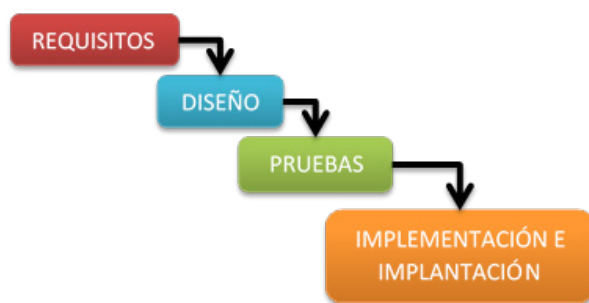 REQUISITOS
DISEÑO
PRUEBAS
IMPLEMENTACIÓN E
IMPLANTACIÓN